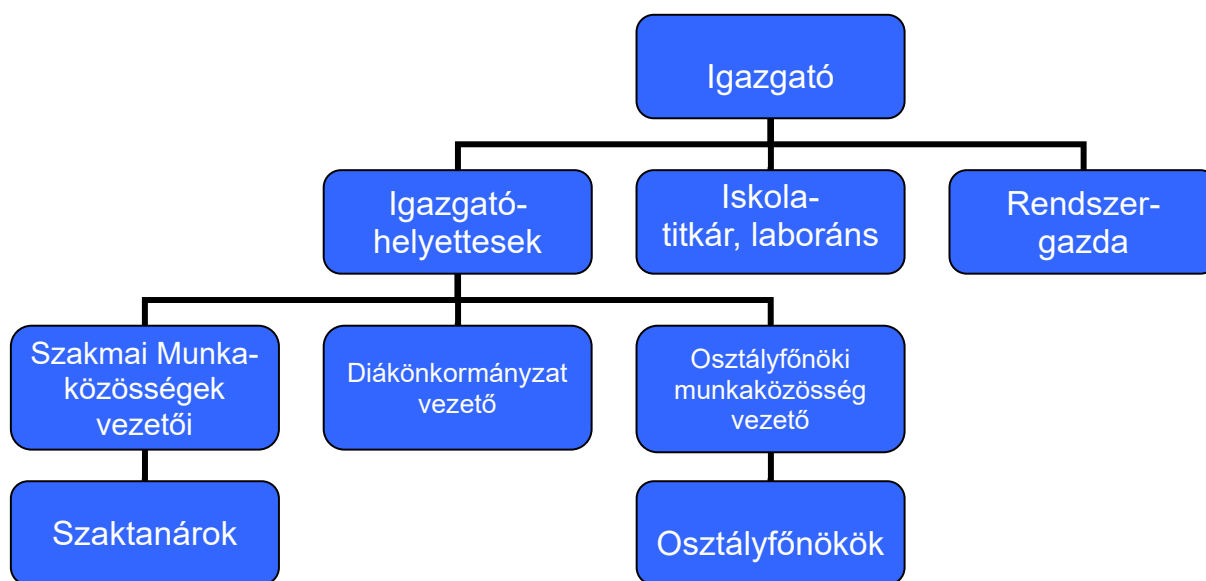 Igazgató
Igazgató-
helyettesek
Iskola-
titkár, laboráns
Rendszer-
gazda
Szakmai Munka-
közösségek
vezetői
Diákönkormányzat
vezető
Osztályfőnöki
munkaközösség
vezető
Szaktanárok
Osztályfőnökök